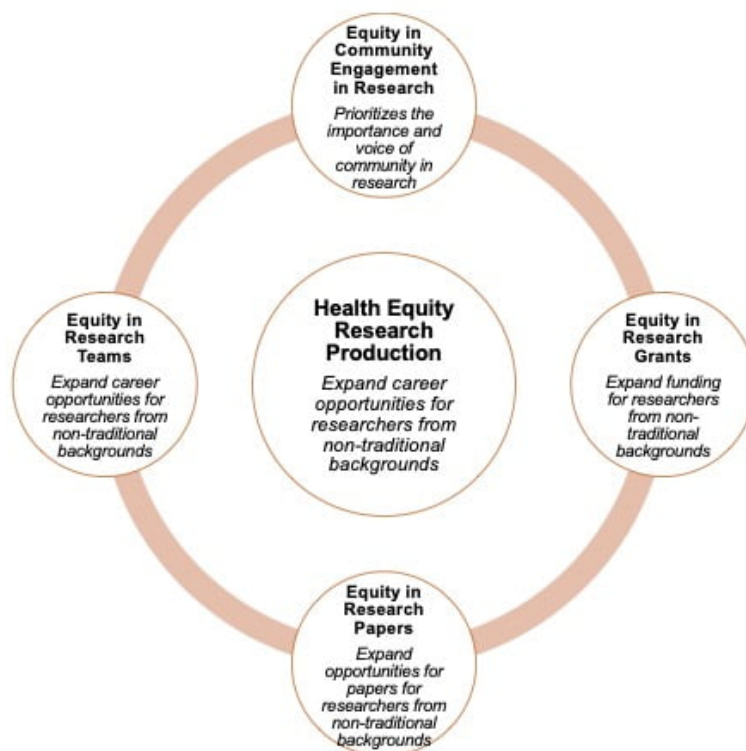 Equity in
Community
Engagement
in Research
Prioritizes the
importance and
voice of
community in
research
Equity in
Research
Teams
Expand career
opportunities for
researchers from
non-traditional
backgrounds
Health Equity
Research
Production
Expand career
opportunities for
researchers from
non-traditional
backgrounds
Equity in
Research
Grants
Expand funding
for researchers
from non-
traditional
backgrounds
Equity in
Research
Papers
Expand
opportunities for
papers for
researchers from
non-traditional
backgrounds